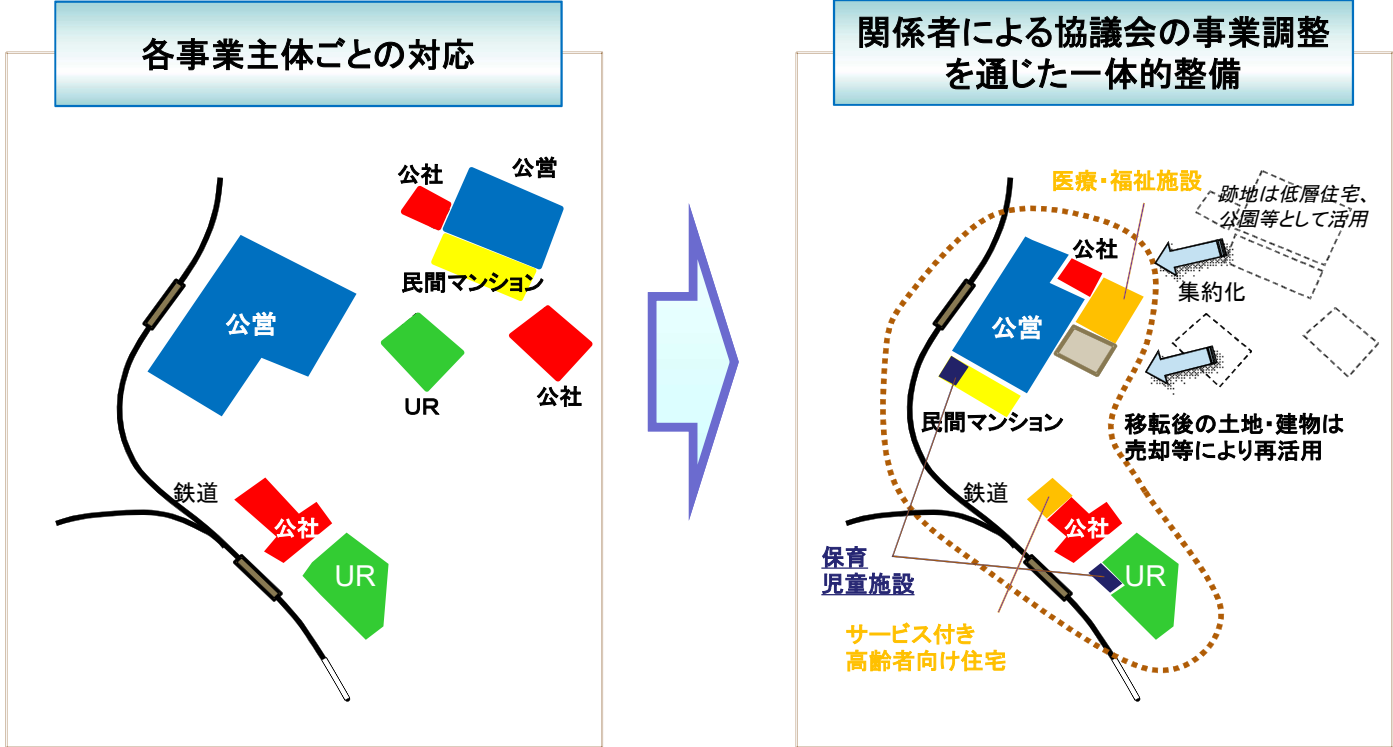 各事業主体ごとの対応
公社
公営
民間マンション
公営
UR
公社
鉄道
公社
UR
関係者による協議会の事業調整
を通じた一体的整備
医療・福祉施設
跡地は低層住宅、
公園等として活用
公社
集約化
公営
民間マンション
移転後の土地・建物は
売却等により再活用
鉄道
公社
保育
児童施設
UR
サービス付き
高齢者向け住宅